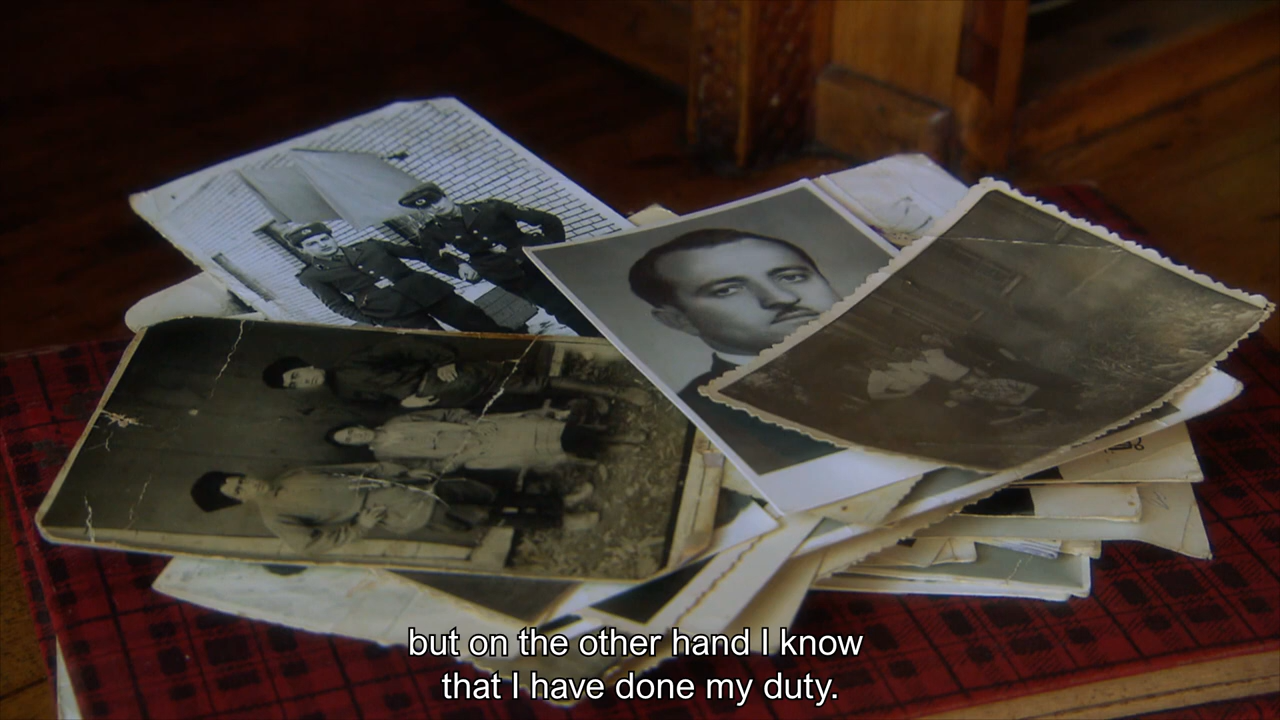 but on the other hand I know
that I have done my duty.